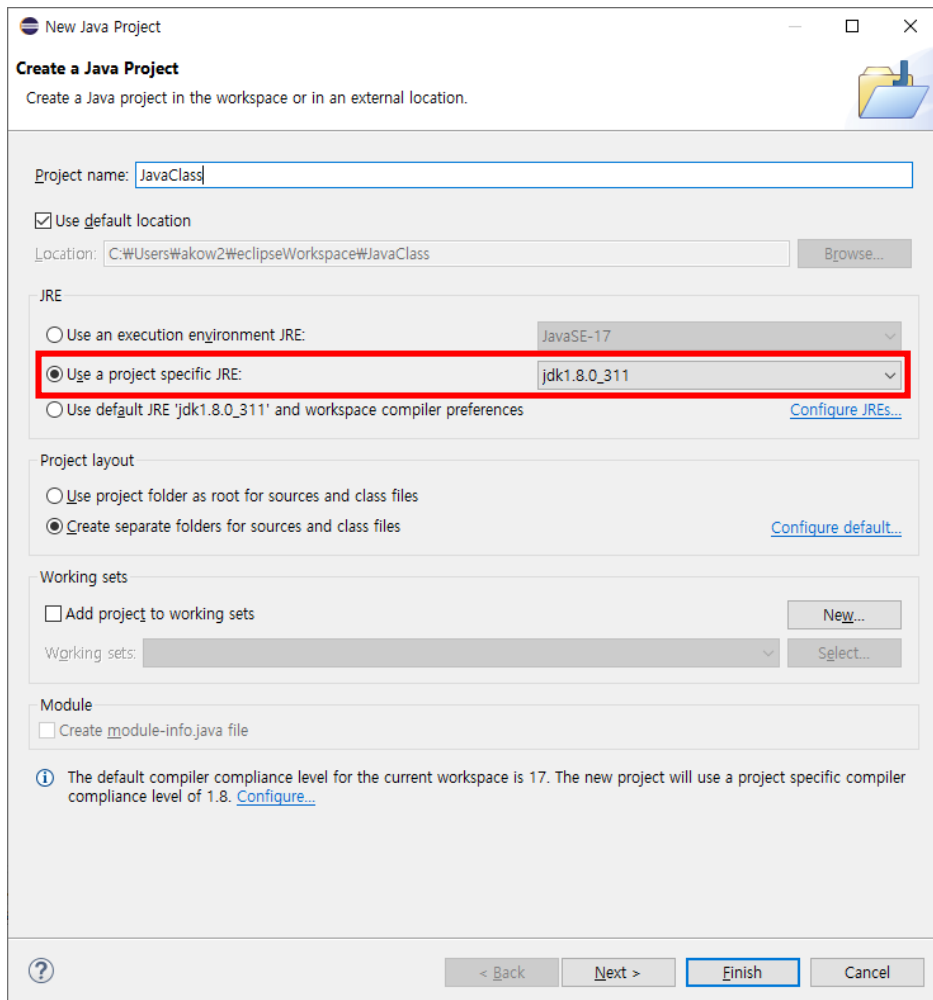 New Java Project
Create a Java Project
Create a Java project in the workspace or in an external location.
Project name: JavaClass
Use default location
Location: C:₩Users₩akow2₩eclipseWorkspace₩JavaClass Browse...
JRE
Use an execution environment JRE: JavaSE-17
Use a project specific JRE: jdk1.8.0_311
Use default JRE 'jdk1.8.0_311' and workspace compiler preferences Configure JREs...
Project layout
Use project folder as root for sources and class files
Create separate folders for sources and class files Configure default...
Working sets
Add project to working sets New...
Working sets: Select...
Module
Create module-info.java file
The default compiler compliance level for the current workspace is 17. The new project will use a project specific compiler
compliance level of 1.8. Configure...
? < Back Next > Finish Cancel